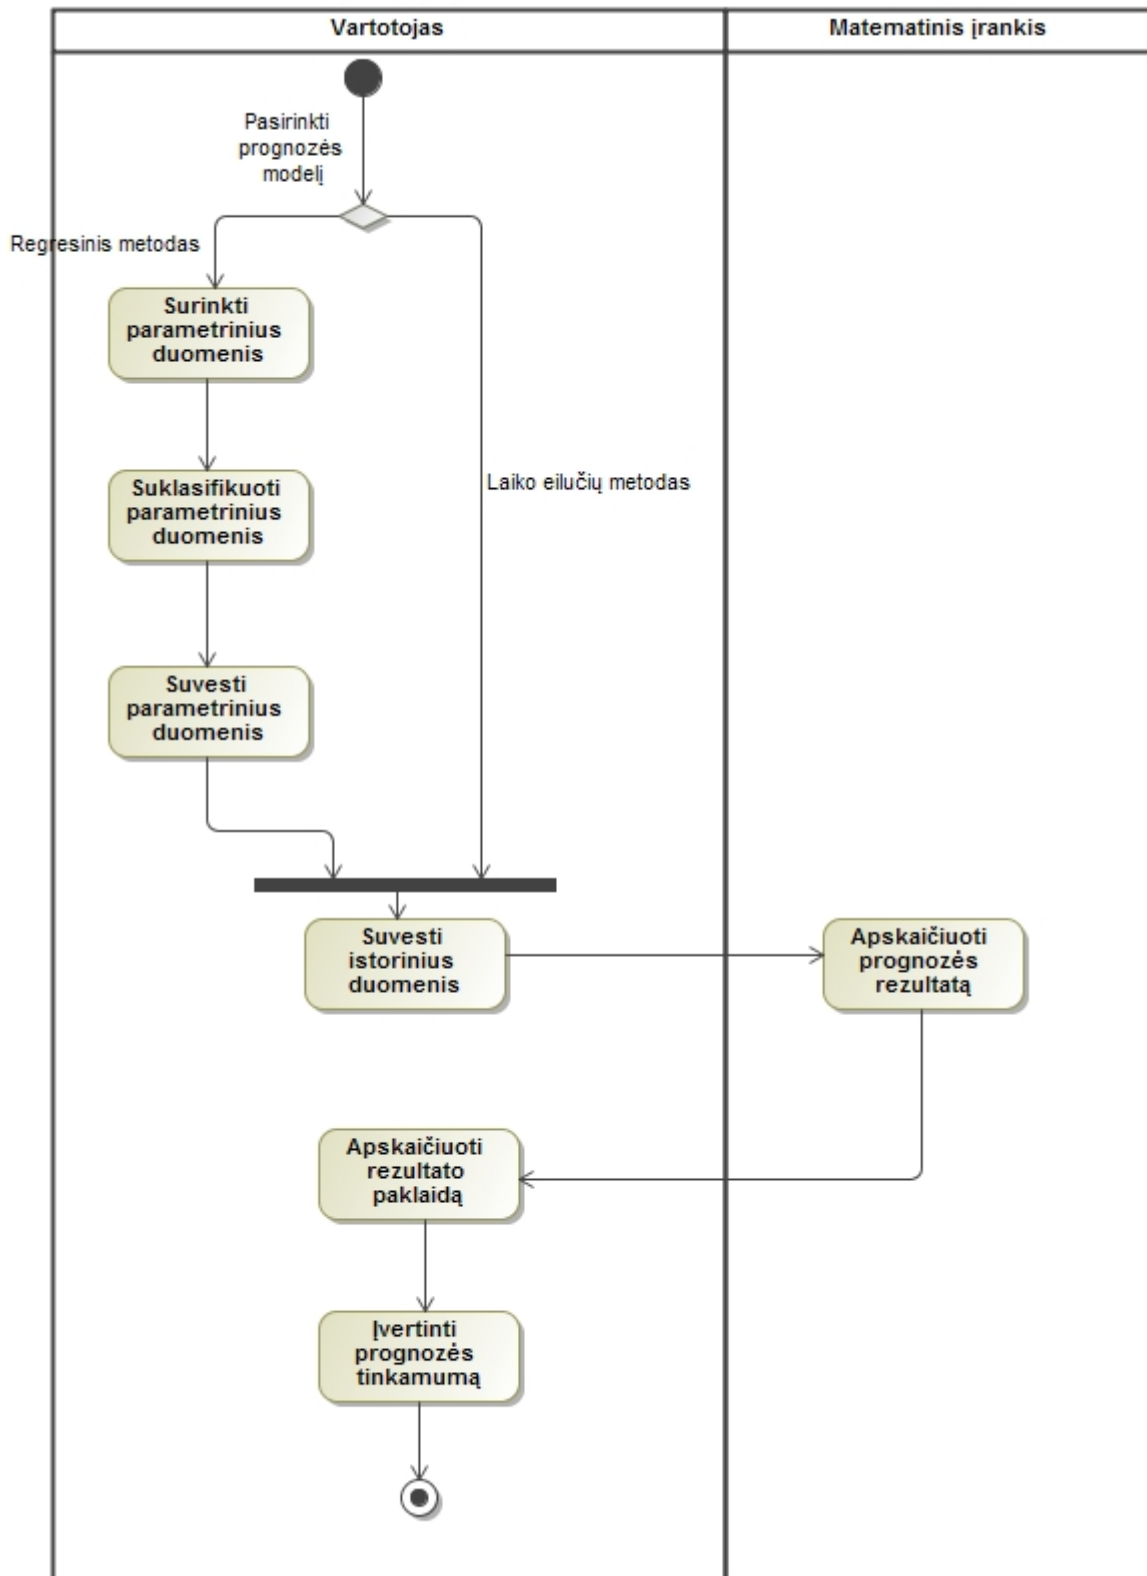 Vartotojas
Matematinis įrankis
Pasirinkti
prognozės
modelį
Regresinis metodas
Surinkti
parametrinius
duomenis
Suklasifikuoti
parametrinius
duomenis
Laiko eilučių metodas
Suvesti
parametrinius
duomenis
Suvesti
istorinius
duomenis
Apskaičiuoti
prognozės
rezultatą
Apskaičiuoti
rezultato
paklaidą
Įvertinti
prognozės
tinkamumą